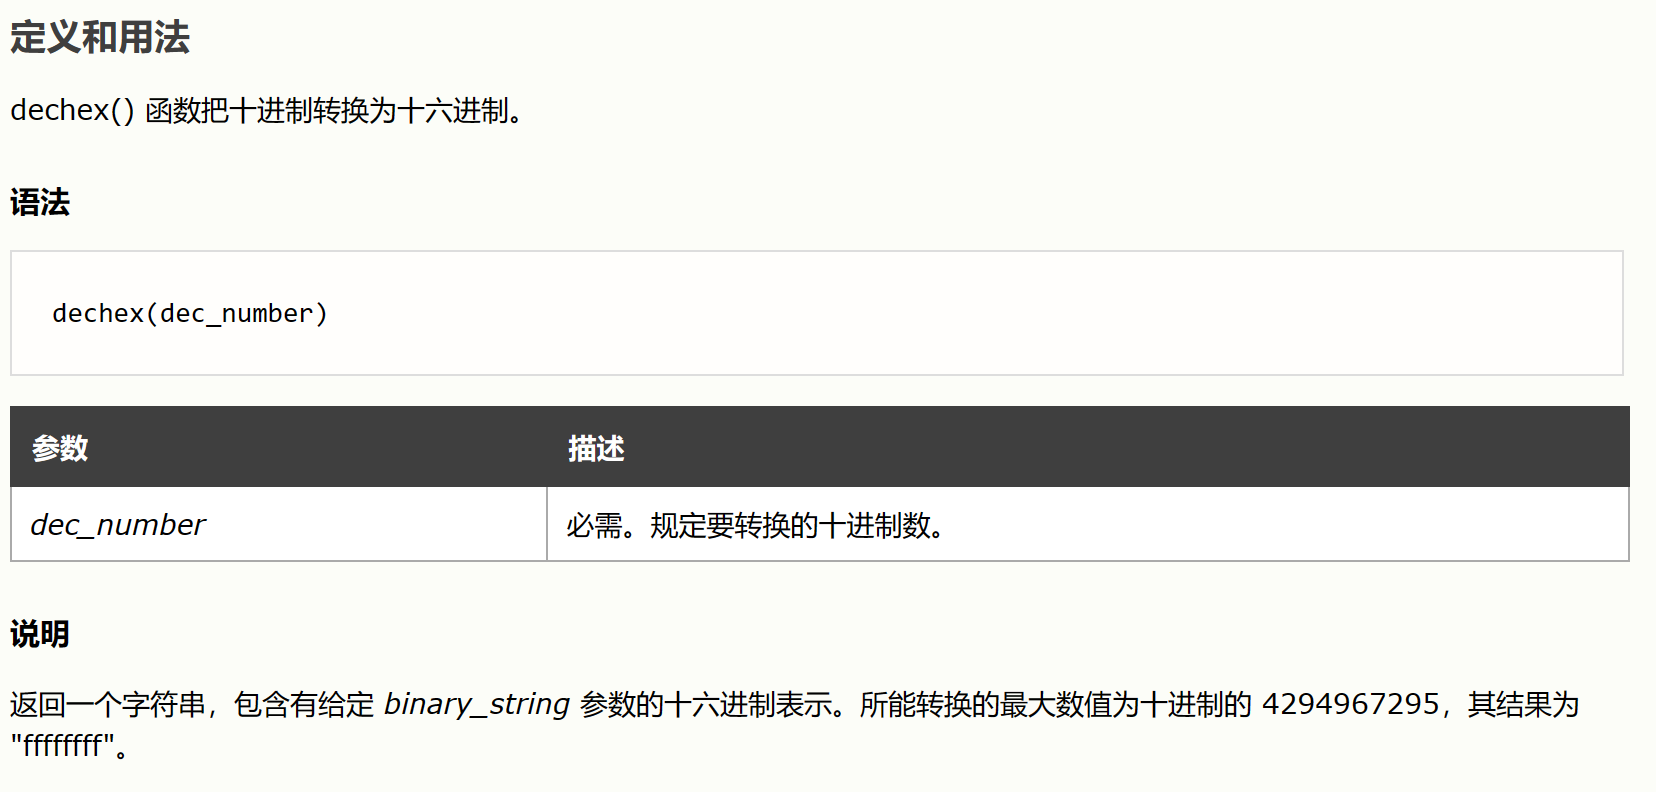 定义和用法
dechex() 函数把十进制转换为十六进制。
语法
dechex(dec_number)
参数 描述
dec_number 必需。规定要转换的十进制数。
说明
返回一个字符串，包含有给定 binary_string 参数的十六进制表示。所能转换的最大数值为十进制的 4294967295，其结果为
"ffffffff"。